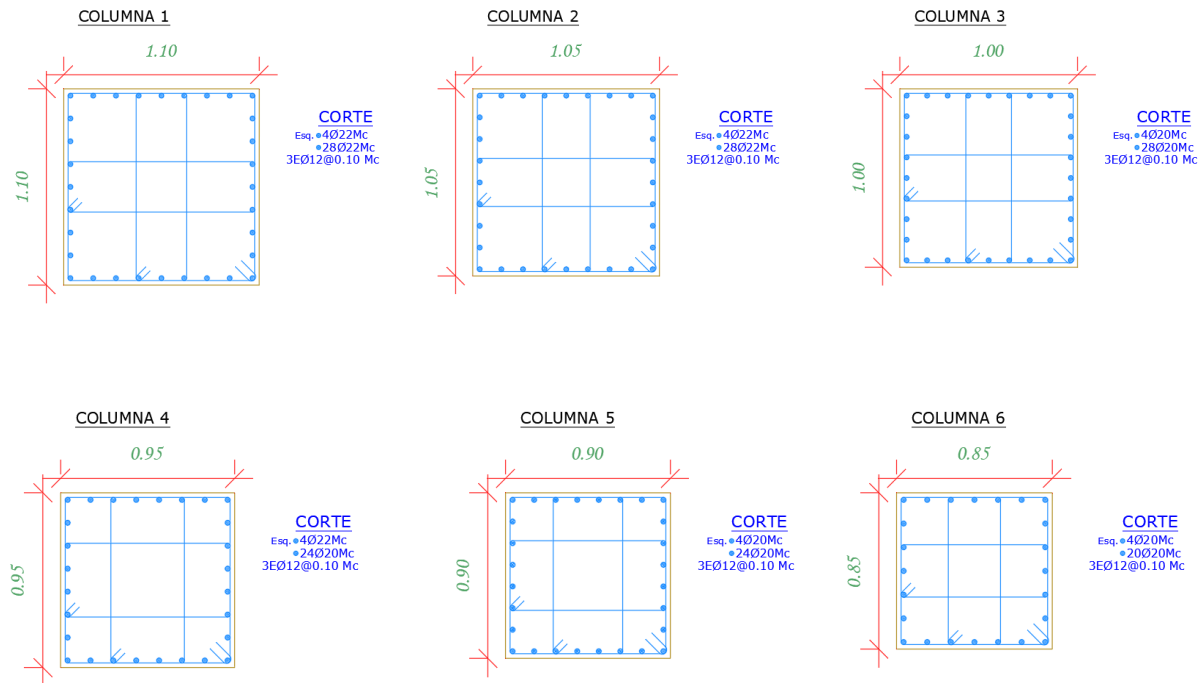 COLUMNA 1
1.10
1.10
CORTE
Esq. 4Ø22Mc
28Ø22Mc
3EØ12@0.10 Mc
COLUMNA 2
1.05
1.05
CORTE
Esq. 4Ø22Mc
28Ø22Mc
3EØ12@0.10 Mc
COLUMNA 3
1.00
1.00
CORTE
Esq. 4Ø20Mc
28Ø20Mc
3EØ12@0.10 Mc
COLUMNA 4
0.95
0.95
CORTE
Esq. 4Ø22Mc
24Ø20Mc
3EØ12@0.10 Mc
COLUMNA 5
0.90
0.90
CORTE
Esq. 4Ø20Mc
24Ø20Mc
3EØ12@0.10 Mc
COLUMNA 6
0.85
0.85
CORTE
Esq. 4Ø20Mc
20Ø20Mc
3EØ12@0.10 Mc